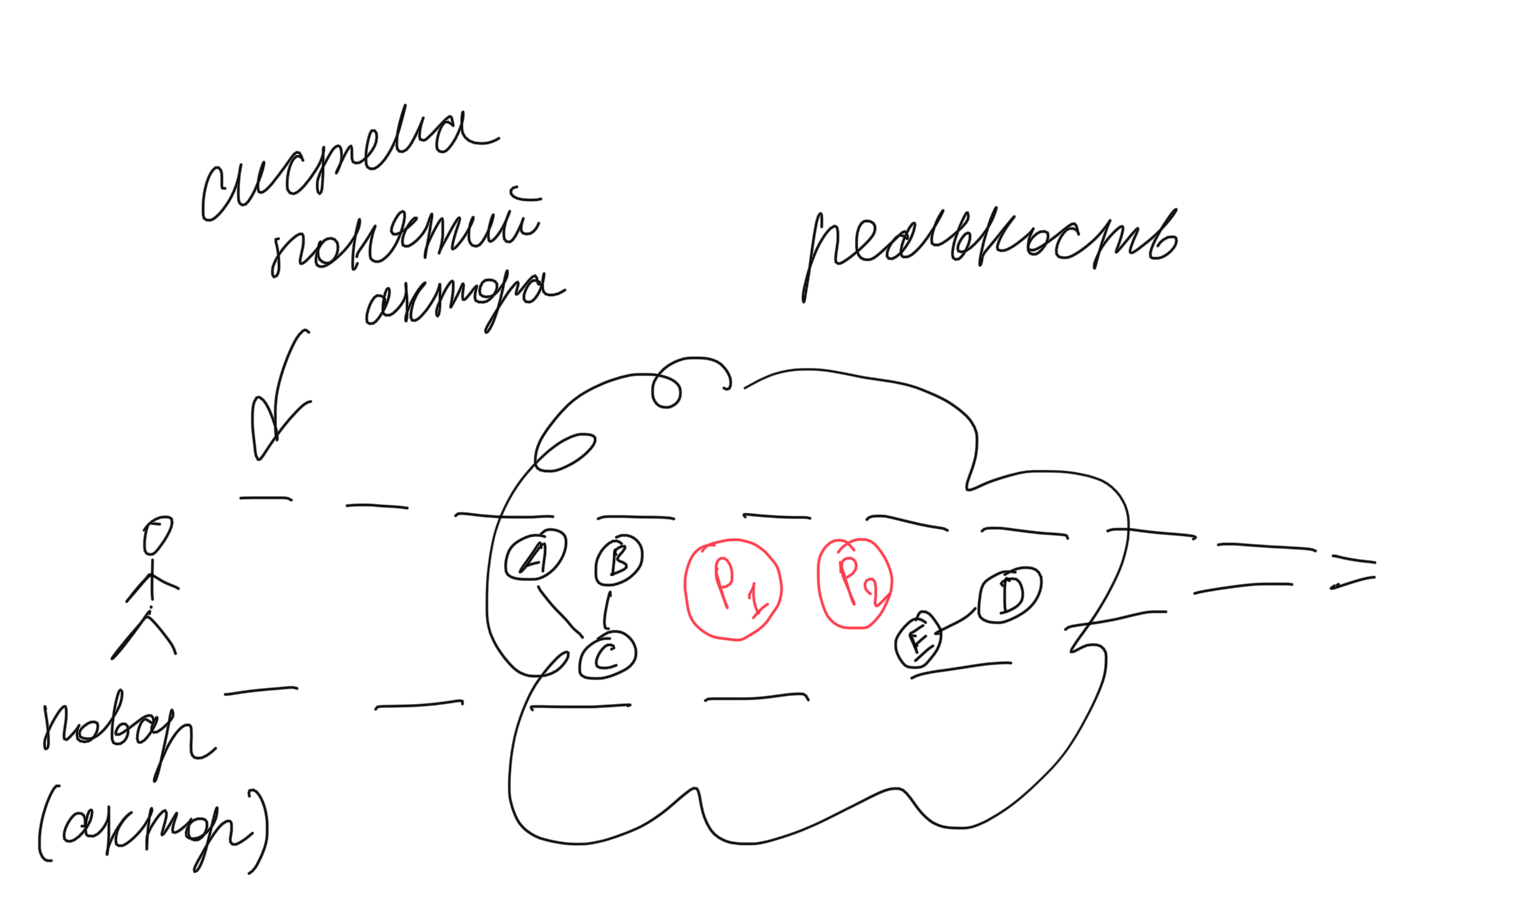 система
понятий
актора
реальность
A
B
P1
P2
D
E
C
повар
(актор)